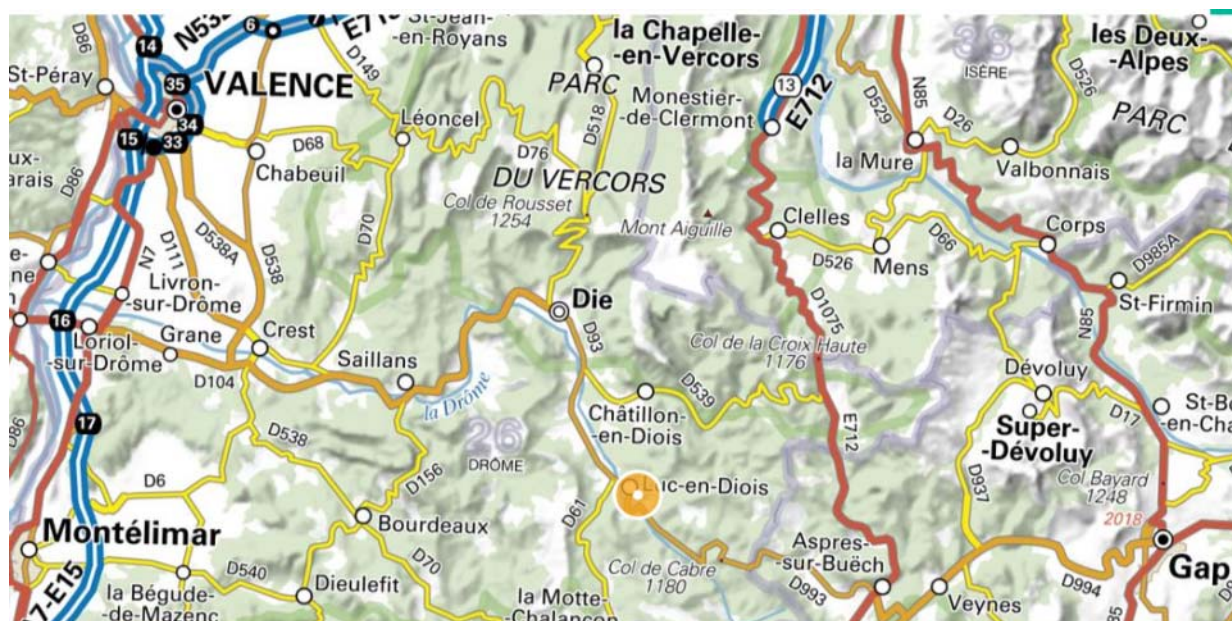 D86
14
N532
6
E713
St-Jean-
-en-Royans
la Chapelle-
-en-Vercors
38
ISÈRE
les Deux-
-Alpes
St-Péray
35
VALENCE
D149
PARC
D518
13
Monestier-
-de-Clermont
E712
D529
N85
D26
D526
PARC
15
34
33
D68
Chabeuil
Léoncel
D76
DU VERCORS
Col de Rousset
1254
Mont Aiguille
la Mure
Valbonnais
D86
D70
Clelles
D526
Mens
D66
Corps
D985A
St-Firmin
N7
D111
D538A
D538
Livron-
-sur-Drôme
16
Loriol-
-sur-Drôme
Grane
Crest
D104
Saillans
la Drôme
Die
D93
D1075
Col de la Croix Haute
1176
N85
Dévoluy
Châtillon-
-en-Diois
D539
E712
Super-
-Dévoluy
D17
D86
17
D538
26
DRÔME
D156
D6
Luc-en-Diois
D61
D937
Col Bayard
1248
2018
Montélimar
Bourdeaux
Col de Cabre
1180
Aspres-
-sur-Buëch
D993
Gap
7-E15
D540
la Bégude-
-de-Mazenc
Dieulefit
D70
la Motte-
-Chalancon
Veynes
D994